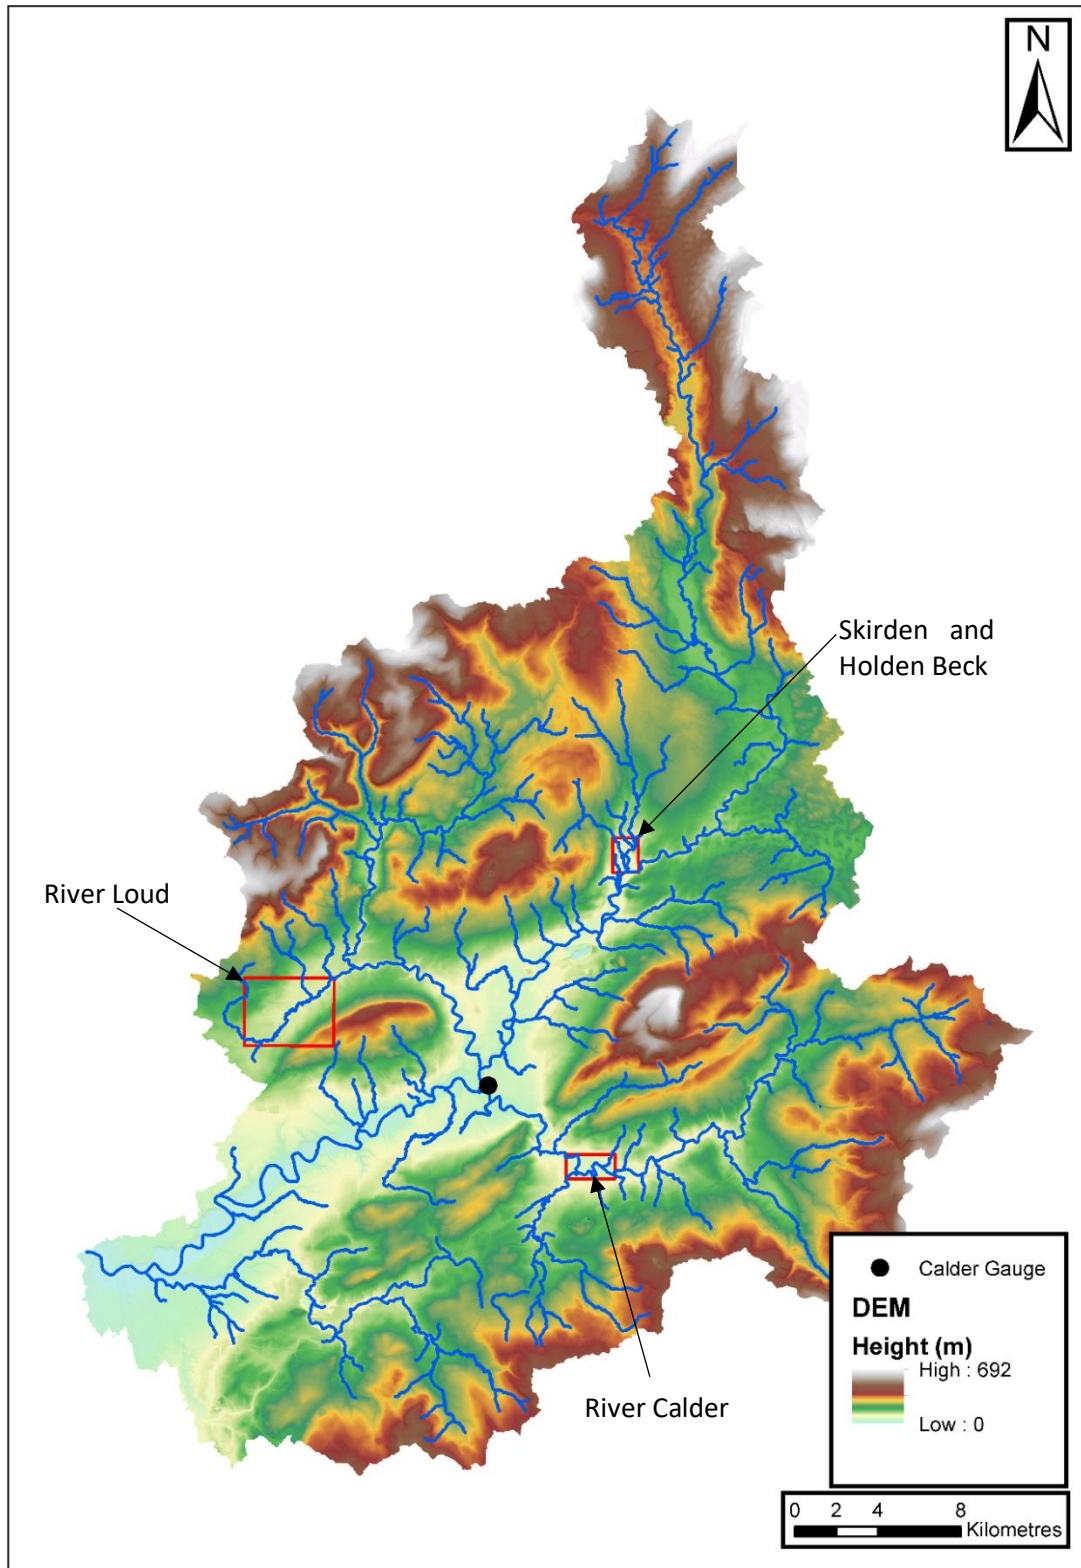 N
Skirden and
Holden Beck
River Loud
River Calder
Calder Gauge
DEM
Height (m)
High : 692
Low : 0
0 2 4 8
Kilometres